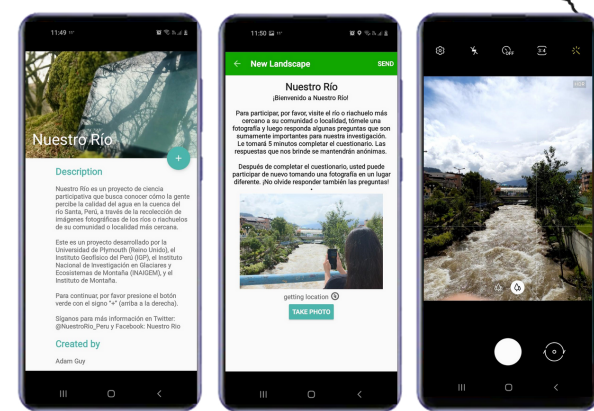 11:49
Nuestro Río
+
Description
Nuestro Río es un proyecto de ciencia
participativa que busca conocer cómo la gente
percibe la calidad del agua en la cuenca del
río Santa, Perú, a través de la recolección de
imágenes fotográficas de los ríos o riachuelos
de su comunidad o localidad más cercana.
Este es un proyecto desarrollado por la
Universidad de Plymouth (Reino Unido), el
Instituto Geofísico del Perú (IGP), el Instituto
Nacional de Investigación en Glaciares y
Ecosistemas de Montaña (INAIGEM), y el
Instituto de Montaña.
Para continuar, por favor presione el botón
verde con el signo "+" (arriba a la derecha).
Síganos para más información en Twitter:
@NuestroRio_Peru y Facebook: Nuestro Rio
Created by
Adam Guy
11:50
New Landscape SEND
Nuestro Río
¡Bienvenido a Nuestro Río!
Para participar, por favor, visite el río o riachuelo más
cercano a su comunidad o localidad, tómele una
fotografía y luego responda algunas preguntas que son
sumamente importantes para nuestra investigación.
Le tomará 5 minutos completar el cuestionario. Las
respuestas que nos brinde se mantendrán anónimas.
Después de completar el cuestionario, usted puede
participar de nuevo tomando una fotografía en un lugar
diferente. ¡No olvide responder también las preguntas!
getting location
TAKE PHOTO
OFF
3:4
HDR